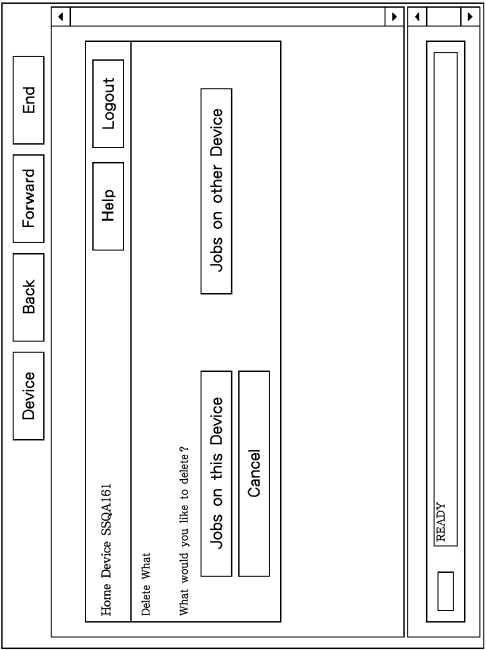 Device Back Forward End
Home Device SSQA161 Help Logout
Delete What
What would you like to delete?
Jobs on this Device Jobs on other Device
Cancel
READY